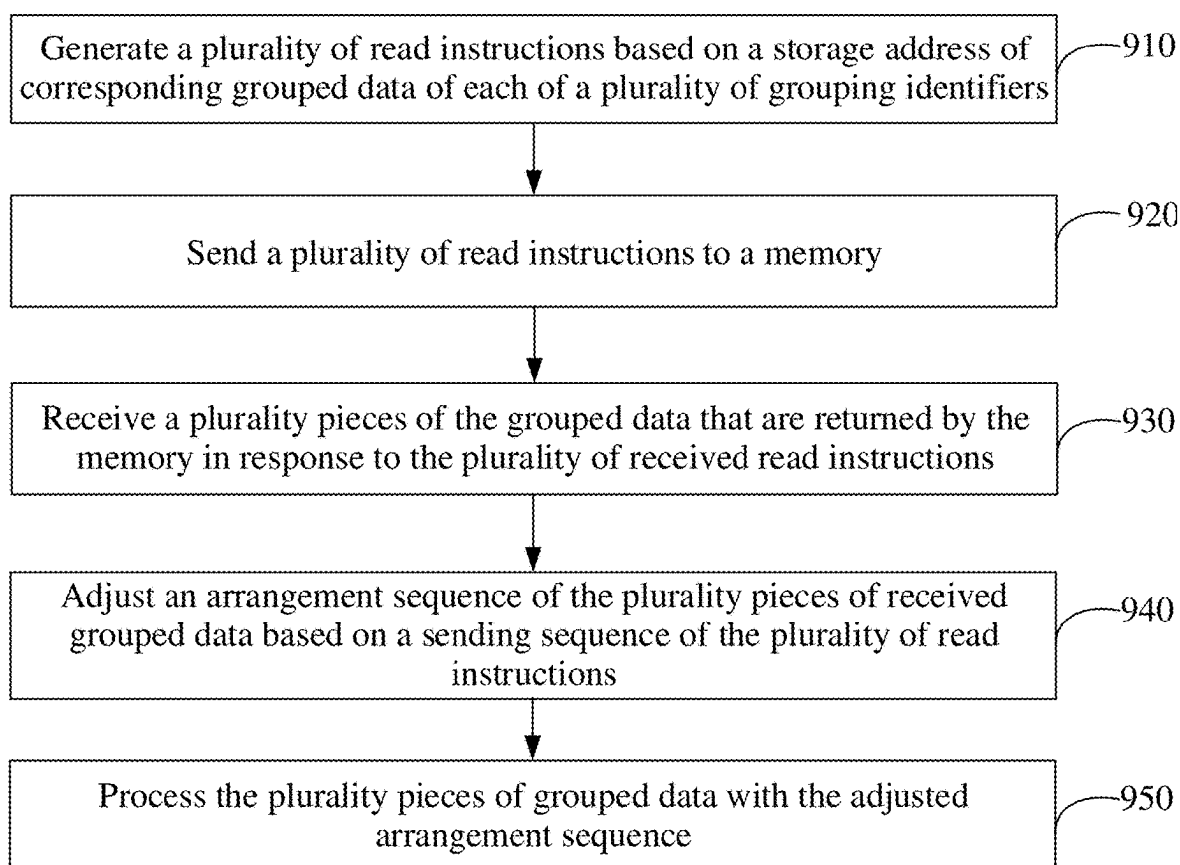 Generate a plurality of read instructions based on a storage address of
corresponding grouped data of each of a plurality of grouping identifiers
910
Send a plurality of read instructions to a memory
920
Receive a plurality pieces of the grouped data that are returned by the
memory in response to the plurality of received read instructions
930
Adjust an arrangement sequence of the plurality pieces of received
grouped data based on a sending sequence of the plurality of read
instructions
940
Process the plurality pieces of grouped data with the adjusted
arrangement sequence
950